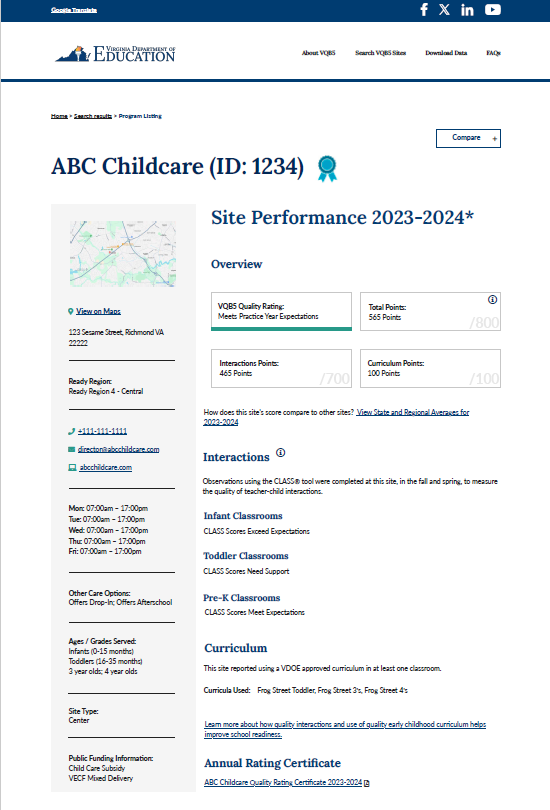 Google Translate
VIRGINIA DEPARTMENT OF
EDUCATION
About VQB5 Search VQB5 Sites Download Data FAQs
Home > Search results > Program Listing
Compare +
ABC Childcare (ID: 1234)
View on Maps
123 Sesame Street, Richmond VA
22222
Ready Region:
Ready Region 4 - Central
+111-111-1111
director@abcchildcare.com
abcchildcare.com
Mon: 07:00am – 17:00pm
Tue: 07:00am – 17:00pm
Wed: 07:00am – 17:00pm
Thu: 07:00am – 17:00pm
Fri: 07:00am – 17:00pm
Other Care Options:
Offers Drop-In; Offers Afterschool
Ages / Grades Served:
Infants (0-15 months)
Toddlers (16-35 months)
3 year olds; 4 year olds
Site Type:
Center
Public Funding Information:
Child Care Subsidy
VECF Mixed Delivery
Site Performance 2023-2024*
Overview
VQB5 Quality Rating:
Meets Practice Year Expectations
Total Points:
565 Points
/800
Interactions Points:
465 Points
/700
Curriculum Points:
100 Points
/100
How does this site's score compare to other sites? View State and Regional Averages for
2023-2024
Interactions
Observations using the CLASS® tool were completed at this site, in the fall and spring, to measure
the quality of teacher-child interactions.
Infant Classrooms
CLASS Scores Exceed Expectations
Toddler Classrooms
CLASS Scores Need Support
Pre-K Classrooms
CLASS Scores Meet Expectations
Curriculum
This site reported using a VDOE approved curriculum in at least one classroom.
Curricula Used: Frog Street Toddler, Frog Street 3's, Frog Street 4's
Learn more about how quality interactions and use of quality early childhood curriculum helps
improve school readiness.
Annual Rating Certificate
ABC Childcare Quality Rating Certificate 2023-2024